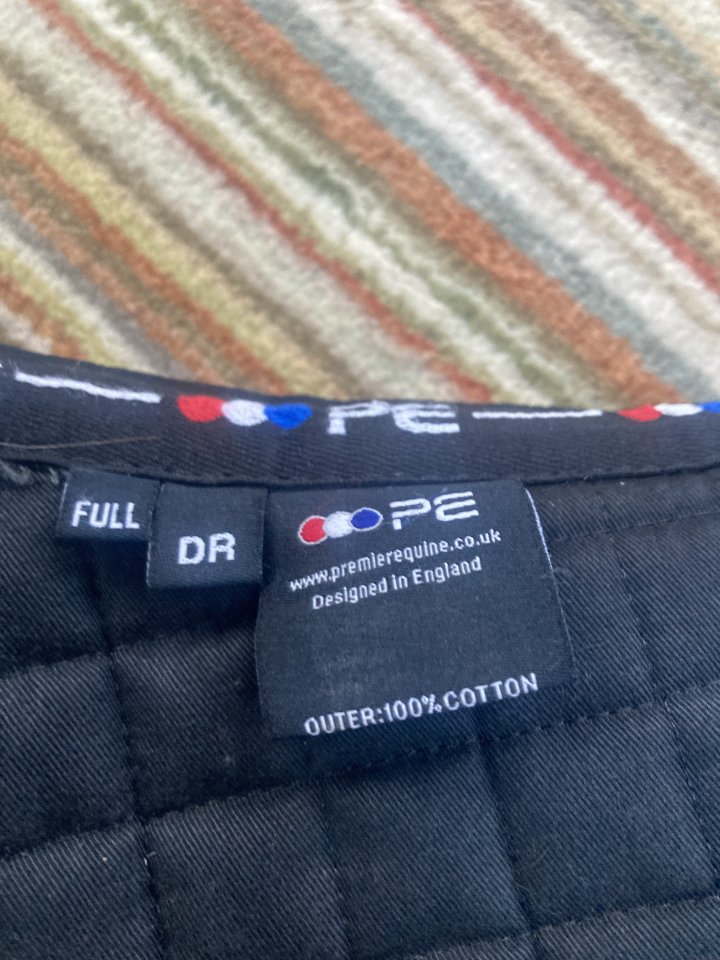 PE
FULL
DR
PE
www.premierequine.co.uk
Designed in England
OUTER:100%COTTON